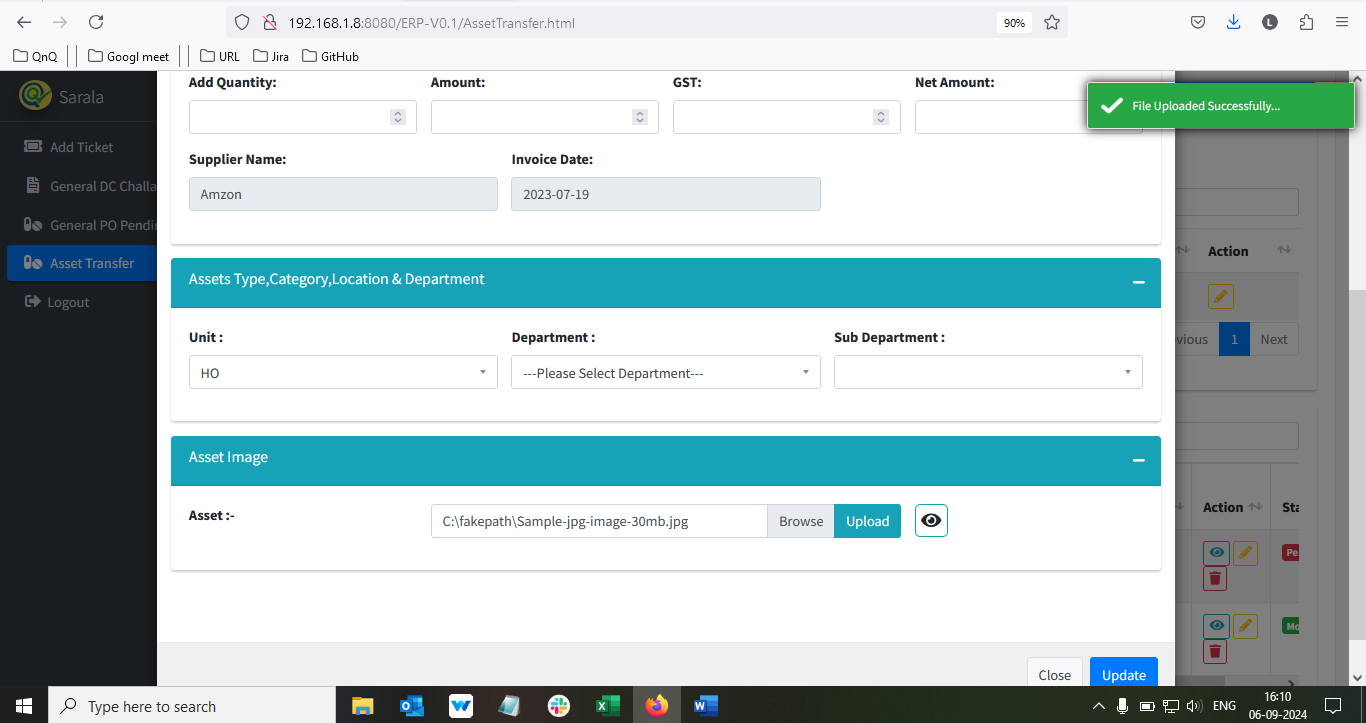 192.168.1.8:8080/ERP-V0.1/AssetTransfer.html
90%
L
QnQ
Googl meet
URL
Jira
GitHub
Sarala
Add Ticket
General DC Challa
General PO Pendin
Asset Transfer
Logout
Add Quantity:
Amount:
GST:
Net Amount:
File Uploaded Successfully...
Supplier Name:
Invoice Date:
Amzon
2023-07-19
Assets Type,Category,Location & Department
Unit :
Department :
Sub Department :
HO
---Please Select Department---
Asset Image
Asset :-
C:\fakepath\Sample-jpg-image-30mb.jpg
Browse
Upload
Close
Update
Action
evious
1
Next
Action
Sta
Pe
Mo
Type here to search
ENG
16:10
06-09-2024